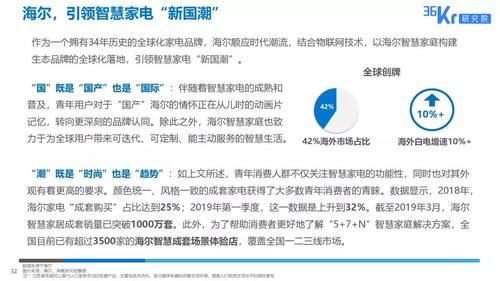 海尔，引领智慧家电“新国潮”
36Kr研究院
作为一个拥有34年历史的全球化家电品牌，海尔顺应时代潮流，结合物联网技术，以海尔智慧家庭构建
生态品牌的全球化落地，引领智慧家电“新国潮”。
“国”既是“国产”也是“国际”：伴随着智慧家电的成熟和
普及，青年用户对于“国产”海尔的情怀正在从儿时的动画片
记忆，转向更深刻的品牌认同。除此之外，海尔智慧家庭也致
力于为全球用户带来可迭代、可定制、能主动服务的智慧生活。
全球创牌
42%
10%+
42%海外市场占比
海外白电增速10%+
“潮”既是“时尚”也是“趋势”：如上文所述，青年消费人群不仅关注智慧家电的功能性，同时也对其外
观有着更高的要求。颜色统一、风格一致的成套家电获得了大多数青年消费者的青睐。数据显示，2018年，
海尔家电“成套购买”占比达到25%；2019年第一季度，这一数据是上升到32%。截至2019年3月，海尔
智慧家居成套销量已突破1000万套。此外，为了帮助消费者更好地了解“5+7+N”智慧家庭解决方案，全
国目前已有超过3500家的海尔智慧成套场景体验店，覆盖全国一二三线市场。
32
数据来源于海尔